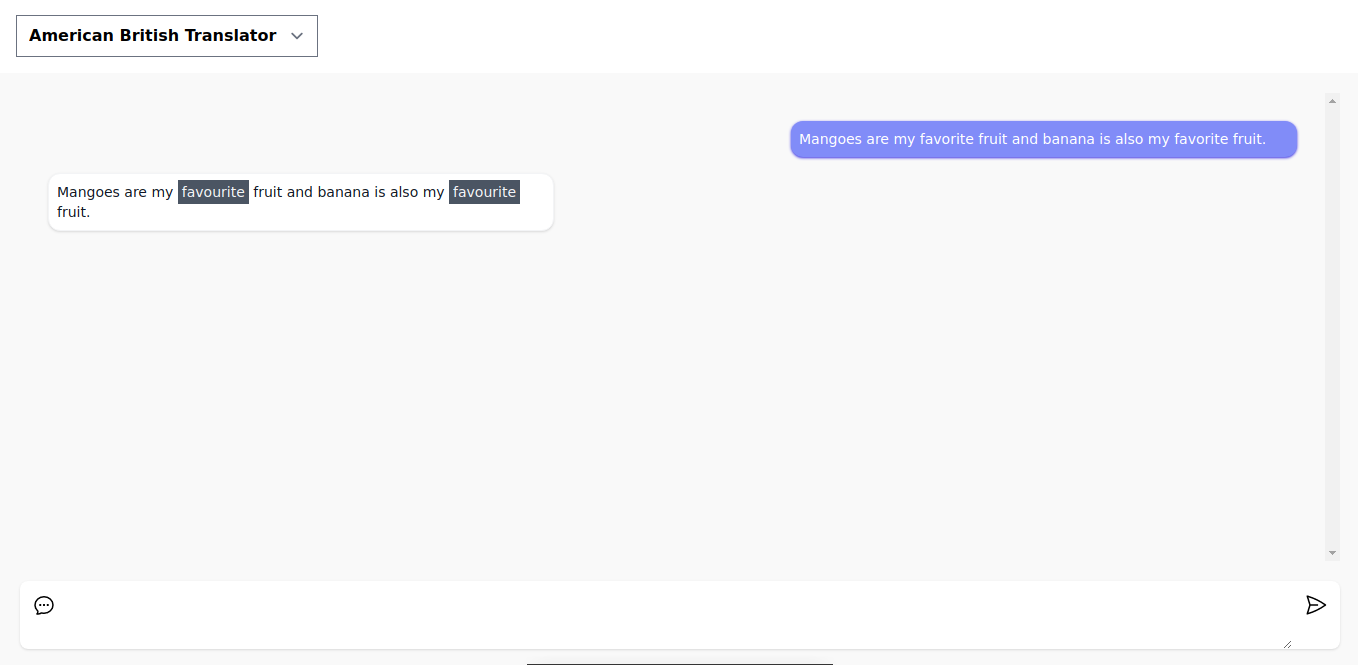 American British Translator
Mangoes are my favorite fruit and banana is also my favorite fruit.
Mangoes are my favourite fruit and banana is also my favourite
fruit.